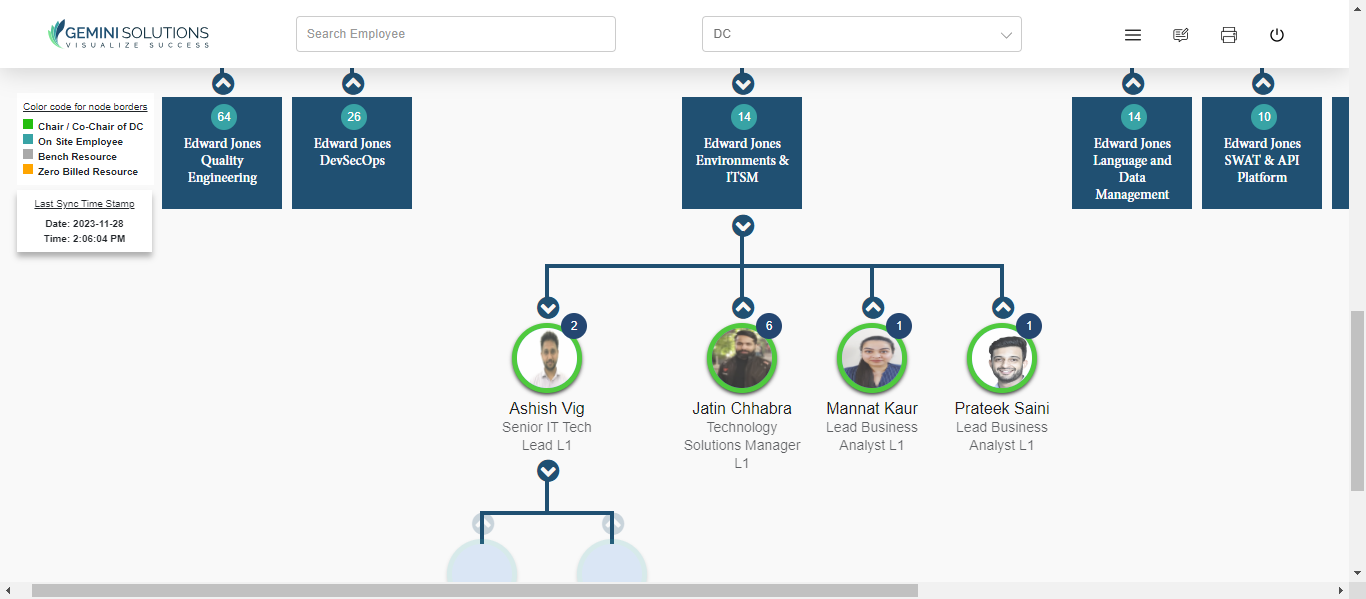 GEMINI SOLUTIONS
VISUALIZE SUCCESS
Search Employee
DC
Color code for node borders
Chair / Co-Chair of DC
On Site Employee
Bench Resource
Zero Billed Resource
Last Sync Time Stamp
Date: 2023-11-28
Time: 2:06:04 PM
64
Edward Jones
Quality
Engineering
26
Edward Jones
DevSecOps
14
Edward Jones
Environments &
ITSM
14
Edward Jones
Language and
Data
Management
10
Edward Jones
SWAT & API
Platform
2
Ashish Vig
Senior IT Tech
Lead L1
6
Jatin Chhabra
Technology
Solutions Manager
L1
1
Mannat Kaur
Lead Business
Analyst L1
1
Prateek Saini
Lead Business
Analyst L1